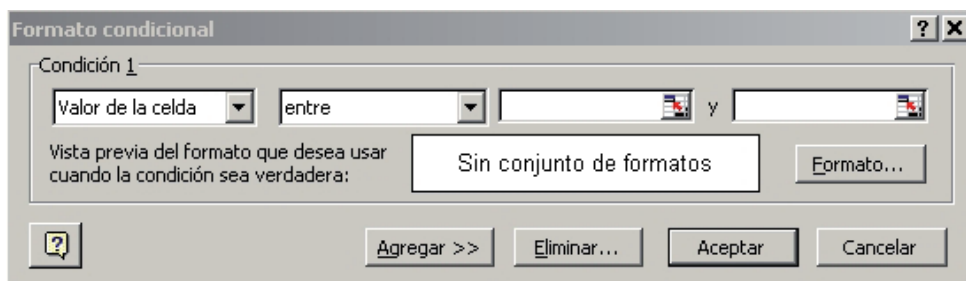 Formato condicional
Condición 1
Valor de la celda entre y
Vista previa del formato que desea usar
cuando la condición sea verdadera:
Sin conjunto de formatos
Formato...
Agregar >> Eliminar... Aceptar Cancelar